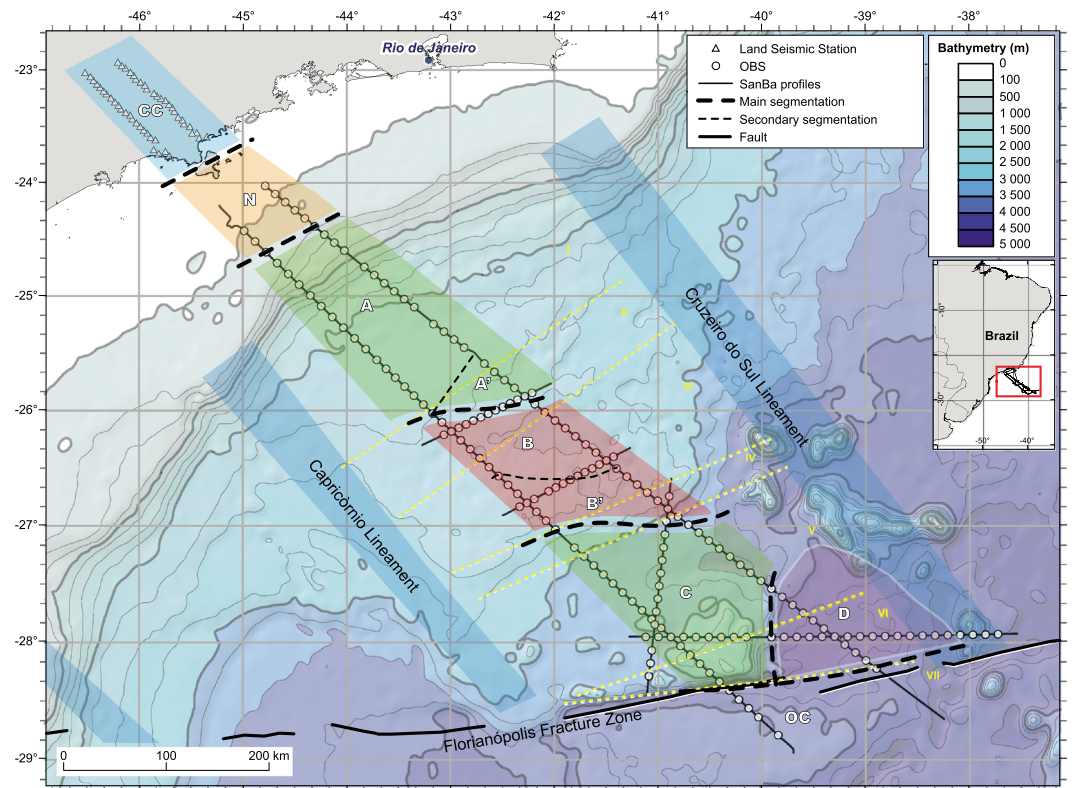 -46 -45 -44 -43 -42 -41 -40 -39 -38
-23
-24
-25
-26
-27
-28
-29
Rio de Janeiro
Land Seismic Station
OBS
SanBa profiles
Main segmentation
Secondary segmentation
Fault
Bathymetry (m)
0
100
500
1 000
1 500
2 000
2 500
3 000
3 500
4 000
4 500
5 000
Brazil
-10°
-30°
-50° -40°
CC
N
A
A'
B
B'
C
D
OC
I
II
III
IV
V
VI
VII
Cruzeiro do Sul Lineament
Capricòrnio Lineament
Florianópolis Fracture Zone
0 100 200 km